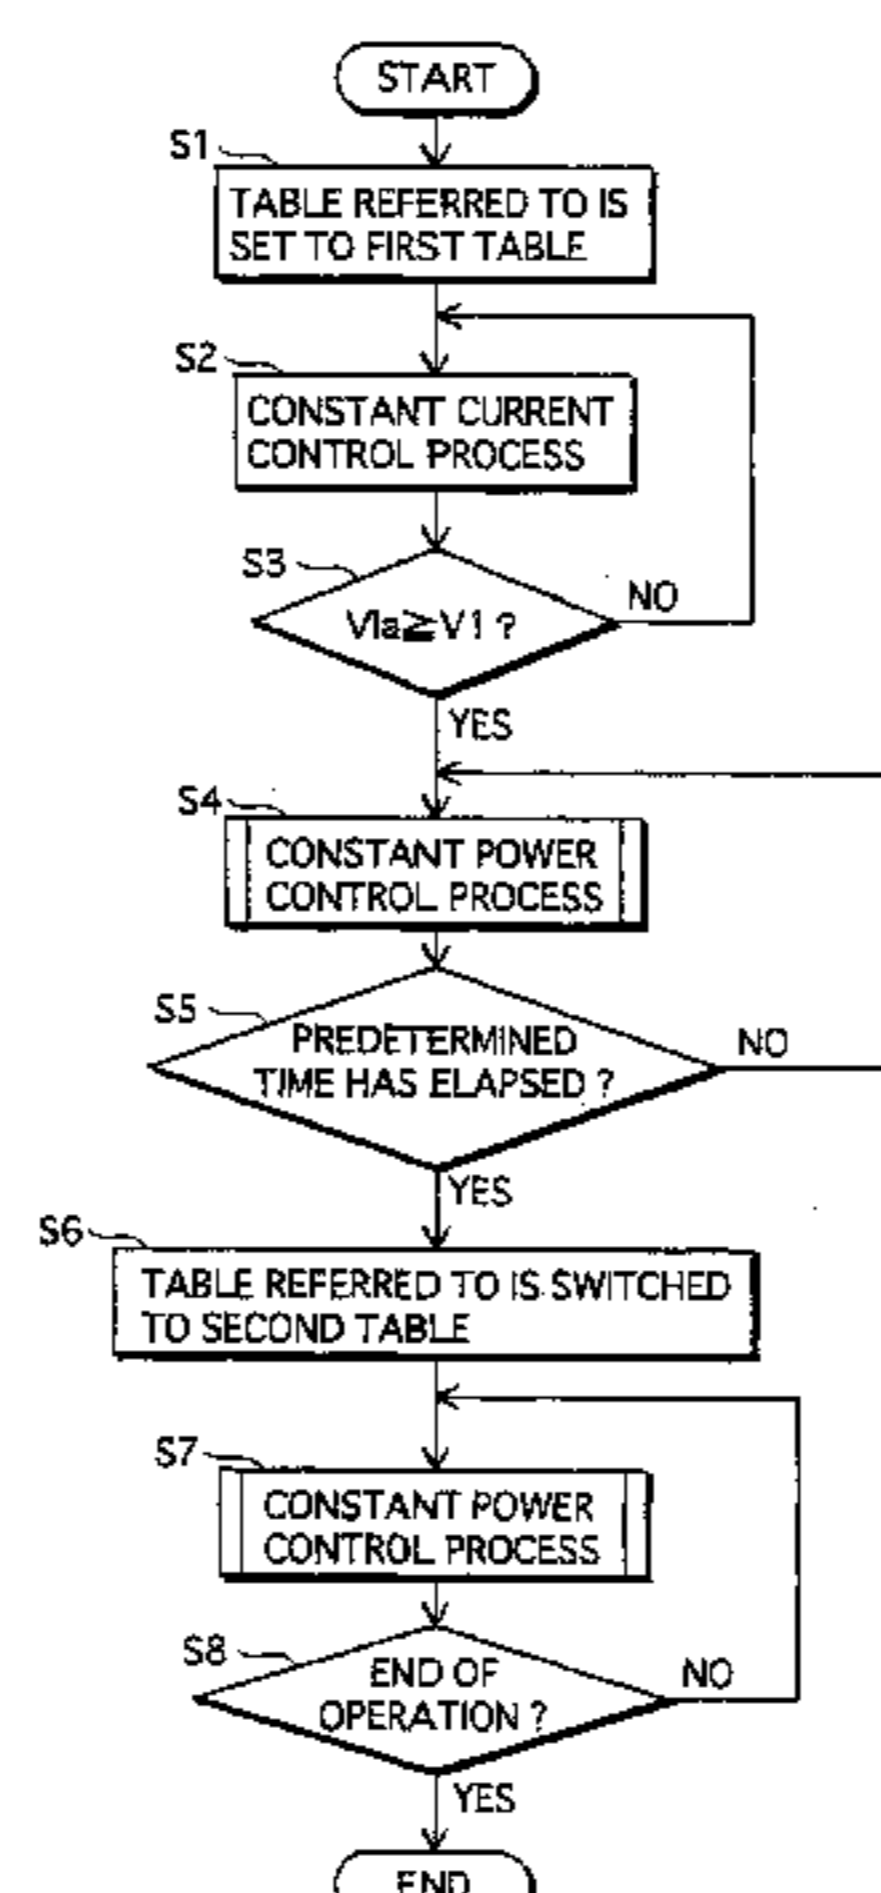 START
S1
TABLE REFERRED TO IS
SET TO FIRST TABLE
S2
CONSTANT CURRENT
CONTROL PROCESS
S3
Vla≧V1 ?
NO
YES
S4
CONSTANT POWER
CONTROL PROCESS
S5
PREDETERMINED
TIME HAS ELAPSED ?
NO
YES
S6
TABLE REFERRED TO IS SWITCHED
TO SECOND TABLE
S7
CONSTANT POWER
CONTROL PROCESS
S8
END OF
OPERATION ?
NO
YES
END